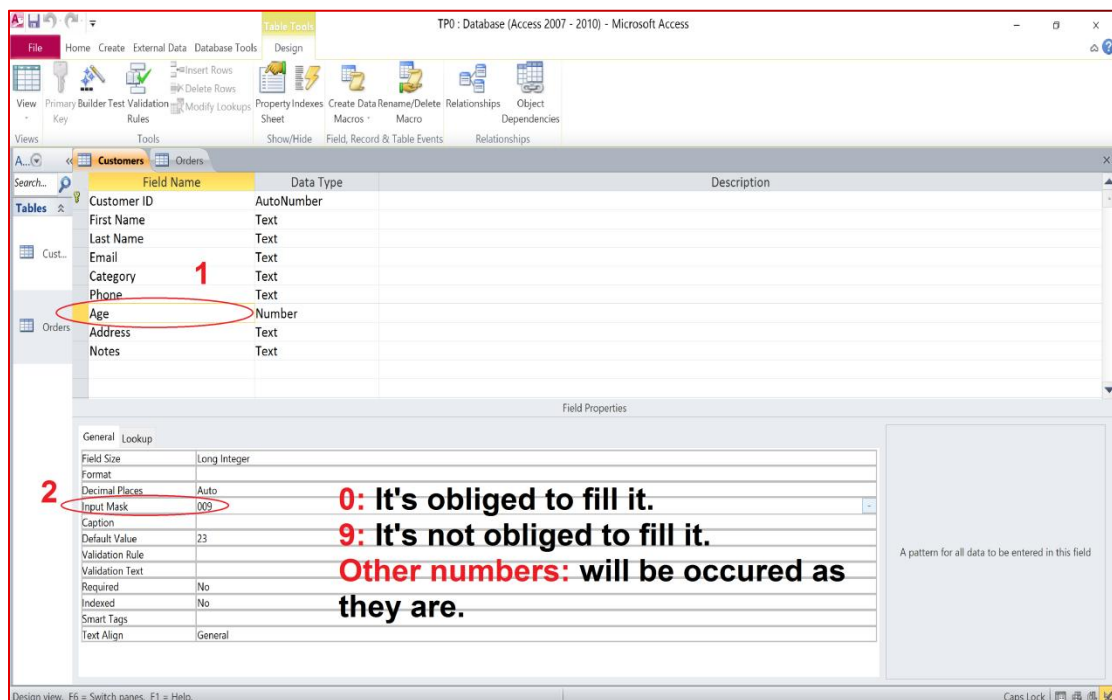 TP0 : Database (Access 2007 - 2010) - Microsoft Access
Table Tools
File Home Create External Data Database Tools Design
View Primary Key Builder Test Validation Rules Insert Rows Delete Rows Modify Lookups Property Sheet Indexes Create Data Macros Rename/Delete Macro Relationships Object Dependencies
Views Tools Show/Hide Field, Record & Table Events Relationships
A... Customers Orders
Search...
Tables
Cust...
Orders
Field Name Data Type Description
Customer ID AutoNumber
First Name Text
Last Name Text
Email Text
Category Text
1
Phone Text
Age Number
Address Text
Notes Text
Field Properties
General Lookup
Field Size Long Integer
Format
Decimal Places Auto
2
Input Mask 009
Caption
Default Value 23
Validation Rule
Validation Text
Required No
Indexed No
Smart Tags
Text Align General
0: It's obliged to fill it.
9: It's not obliged to fill it.
Other numbers: will be occured as
they are.
A pattern for all data to be entered in this field
Design view. F6 = Switch panes. F1 = Help.
Caps Lock